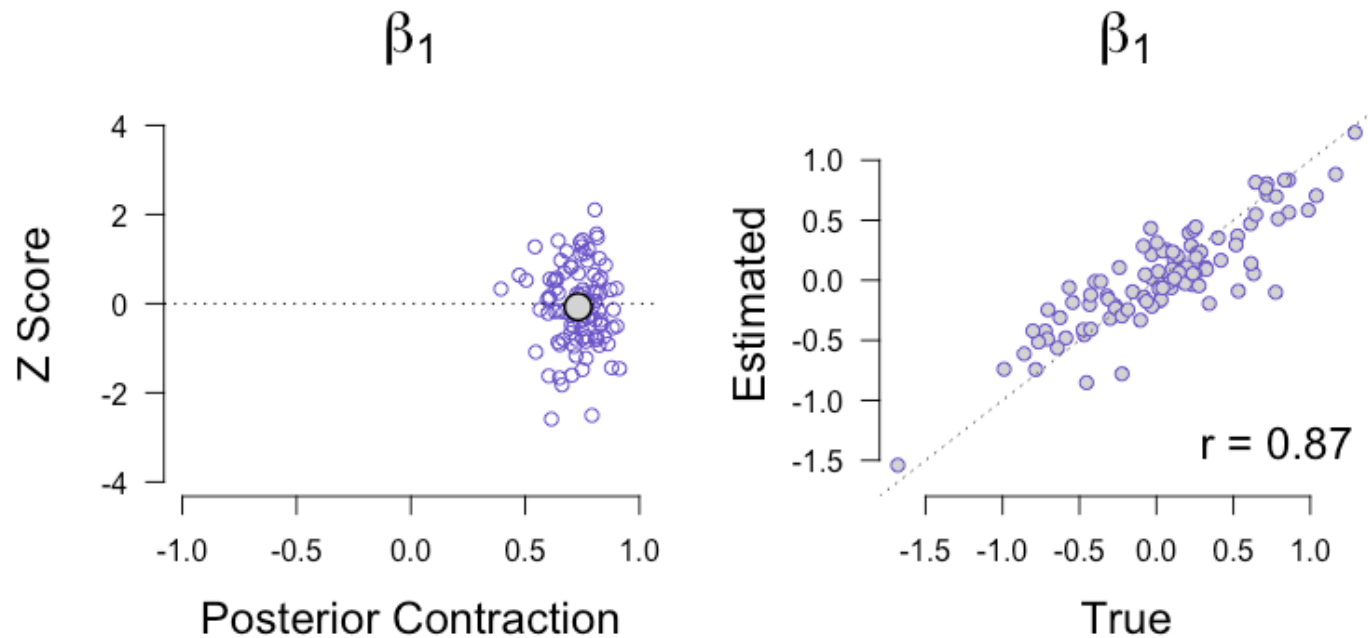 β1
4
2
0
-2
-4
Z Score
-1.0 -0.5 0.0 0.5 1.0
Posterior Contraction
β1
1.0
0.5
0.0
-0.5
-1.0
-1.5
Estimated
r = 0.87
-1.5 -1.0 -0.5 0.0 0.5 1.0
True